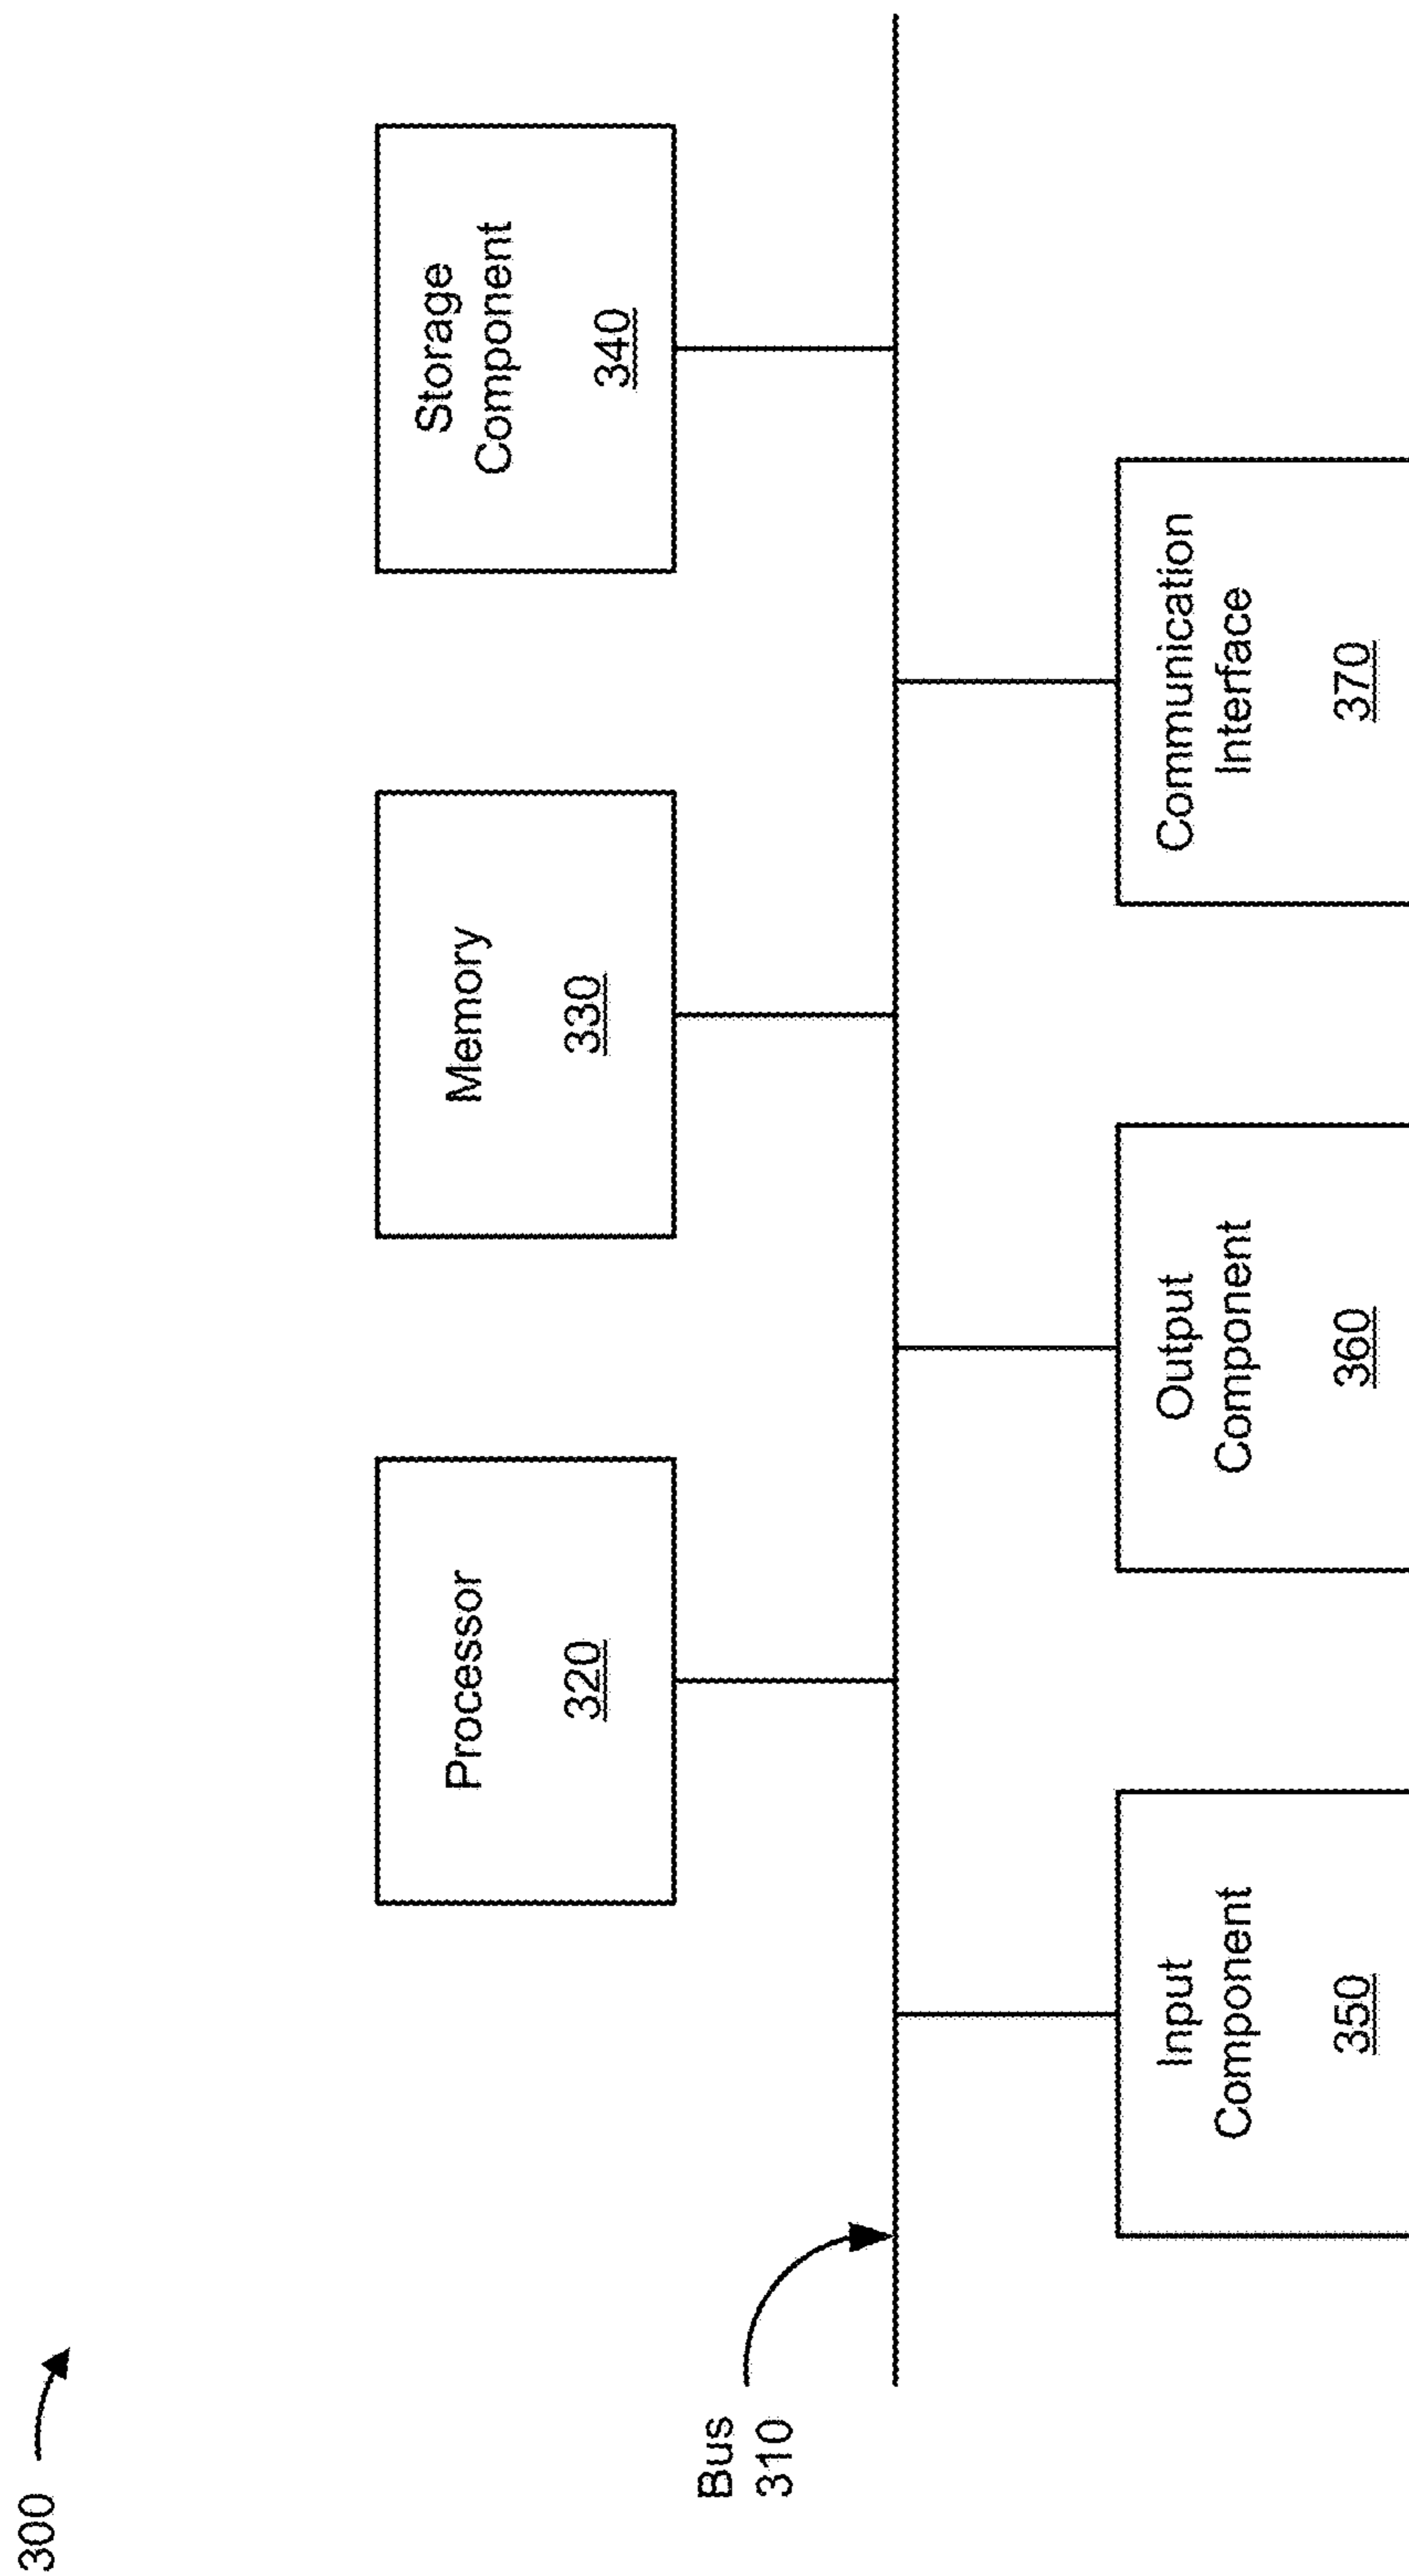 300
Processor
320
Memory
330
Storage
Component
340
Bus
310
Input
Component
350
Output
Component
360
Communication
Interface
370